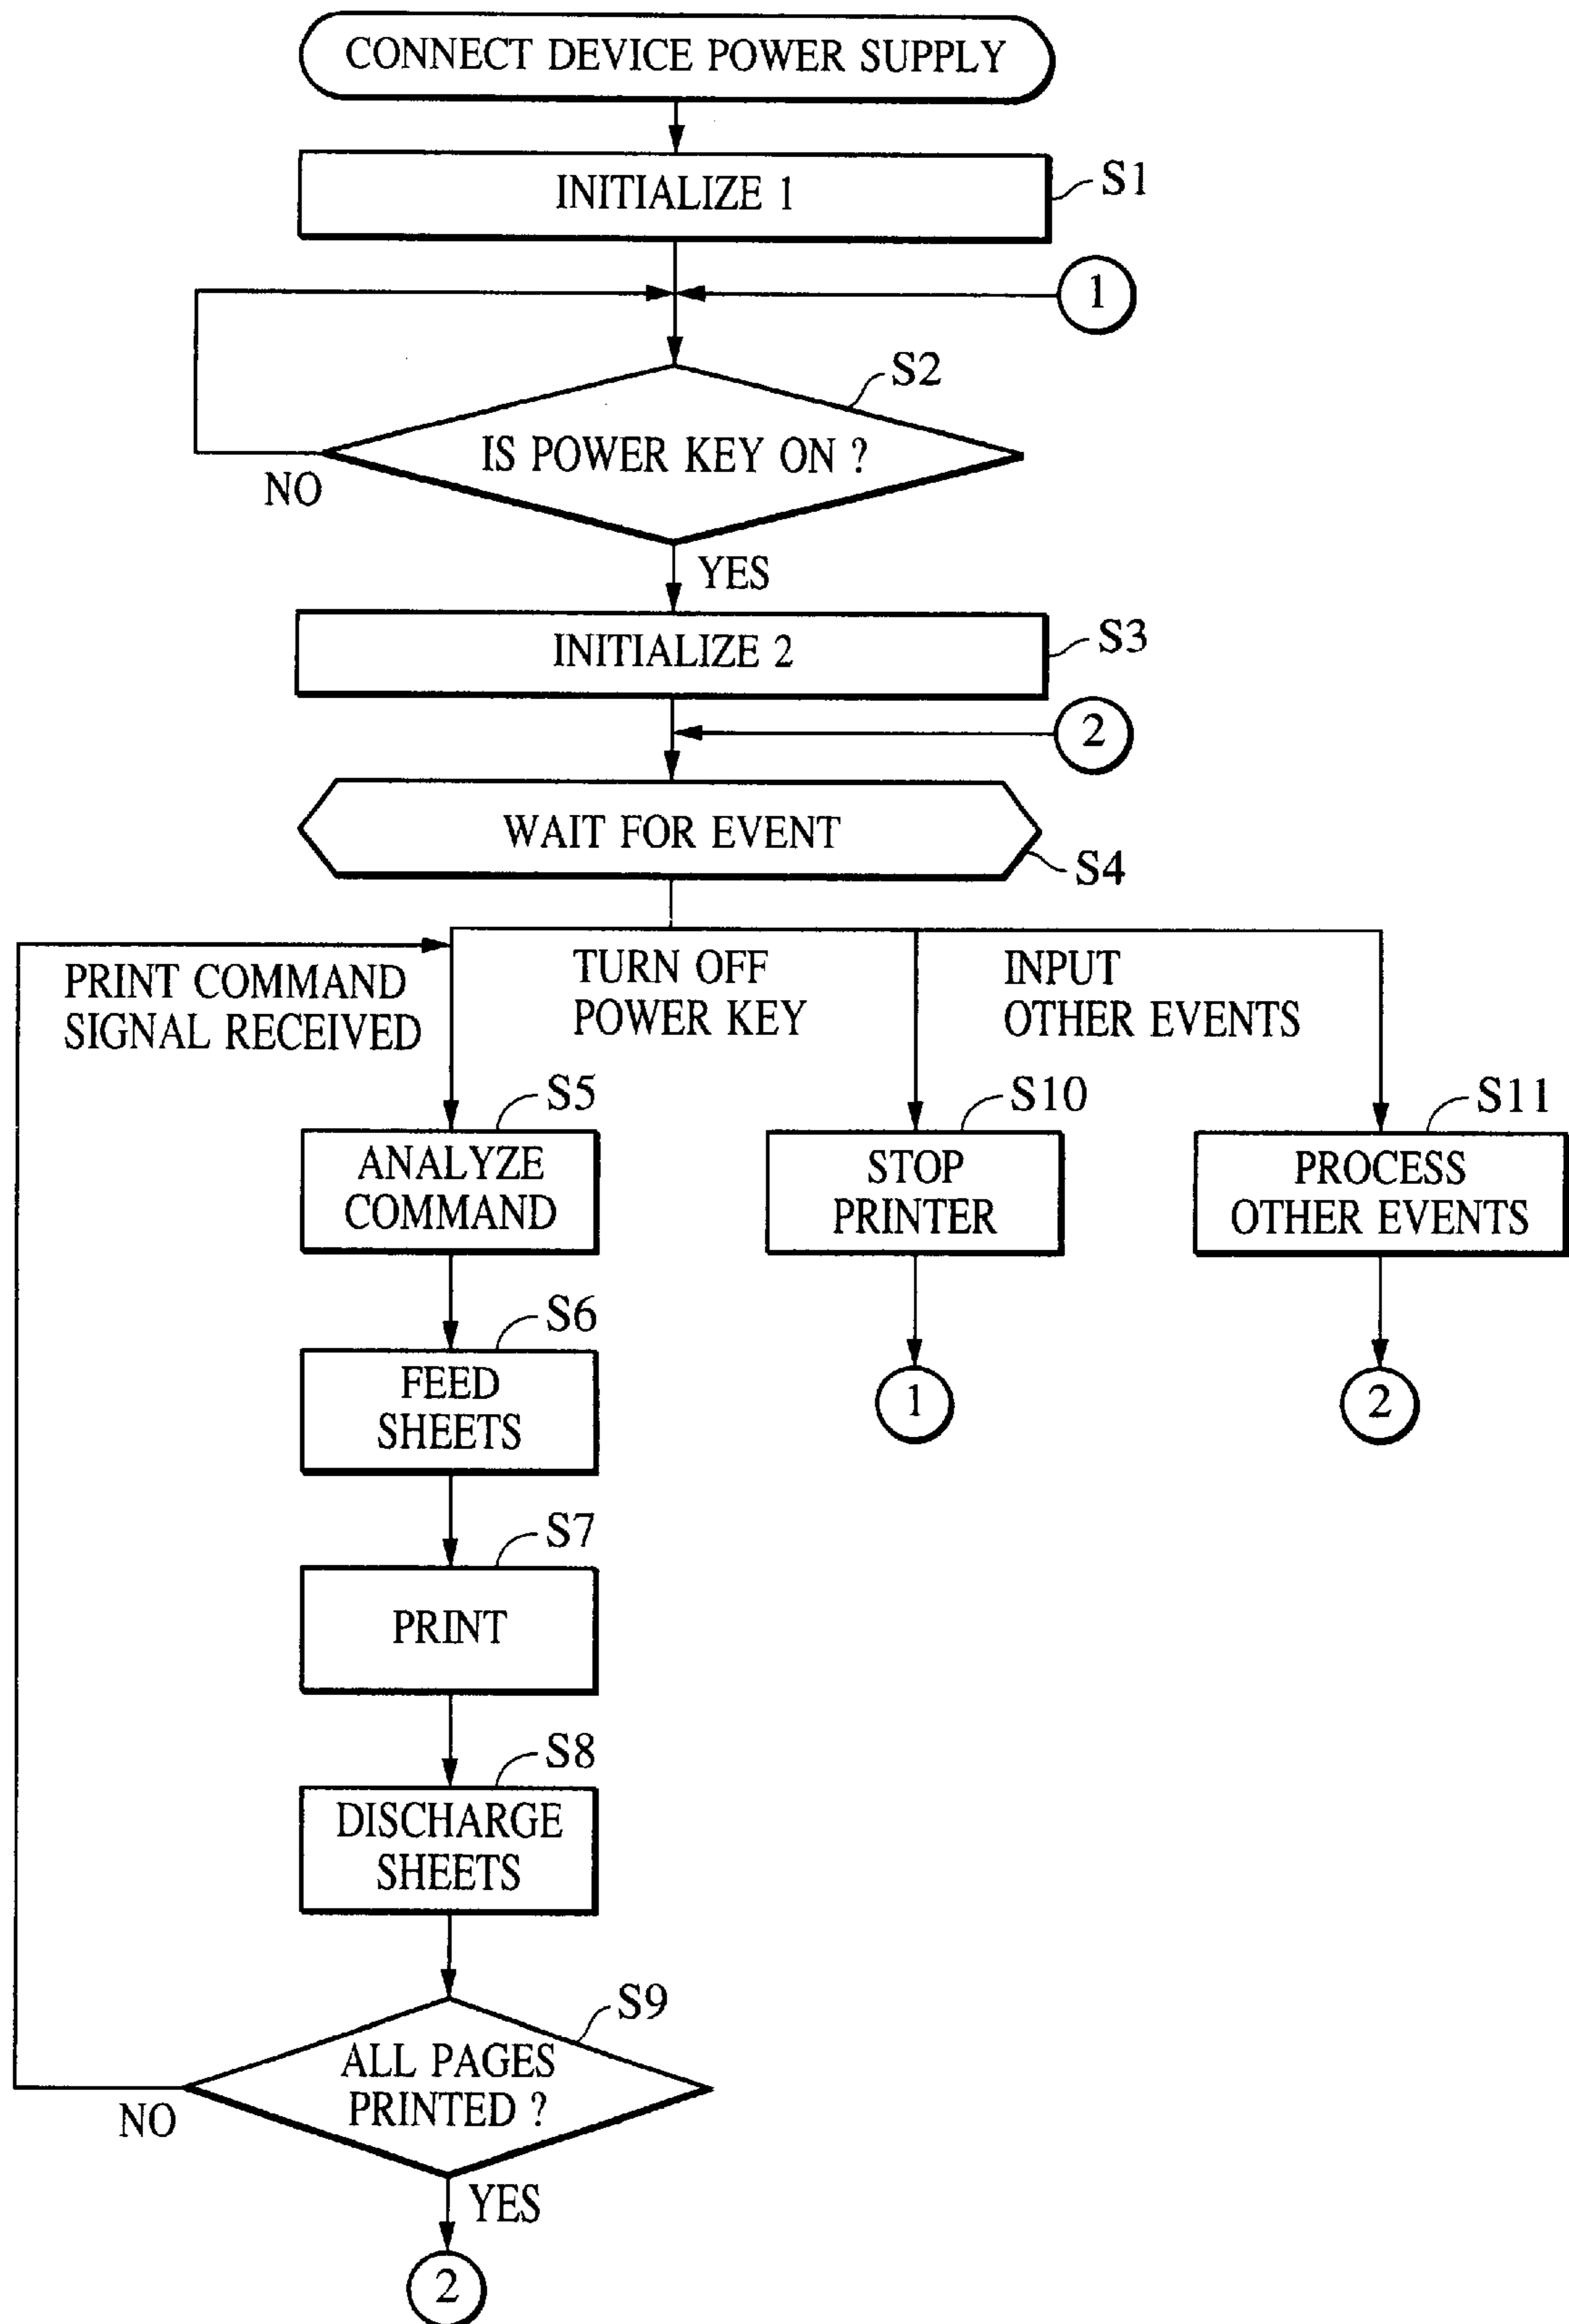 CONNECT DEVICE POWER SUPPLY
INITIALIZE 1
S1
1
S2
IS POWER KEY ON ?
NO
YES
INITIALIZE 2
S3
2
WAIT FOR EVENT
S4
PRINT COMMAND
SIGNAL RECEIVED
TURN OFF
POWER KEY
INPUT
OTHER EVENTS
S5
ANALYZE
COMMAND
S10
STOP
PRINTER
S11
PROCESS
OTHER EVENTS
S6
FEED
SHEETS
1
2
S7
PRINT
S8
DISCHARGE
SHEETS
S9
ALL PAGES
PRINTED ?
NO
YES
2